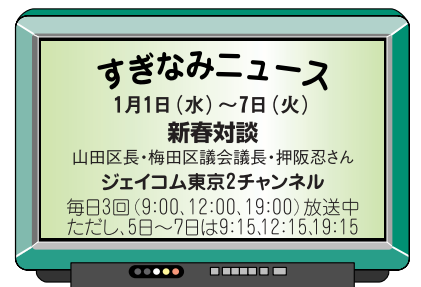 すぎなみニュース
1月1日(水)～7日(火)
新春対談
山田区長・梅田区議会議長・押阪忍さん
ジェイコム東京2チャンネル
毎日3回(9:00、12:00、19:00)放送中
ただし、5日～7日は9:15、12:15、19:15